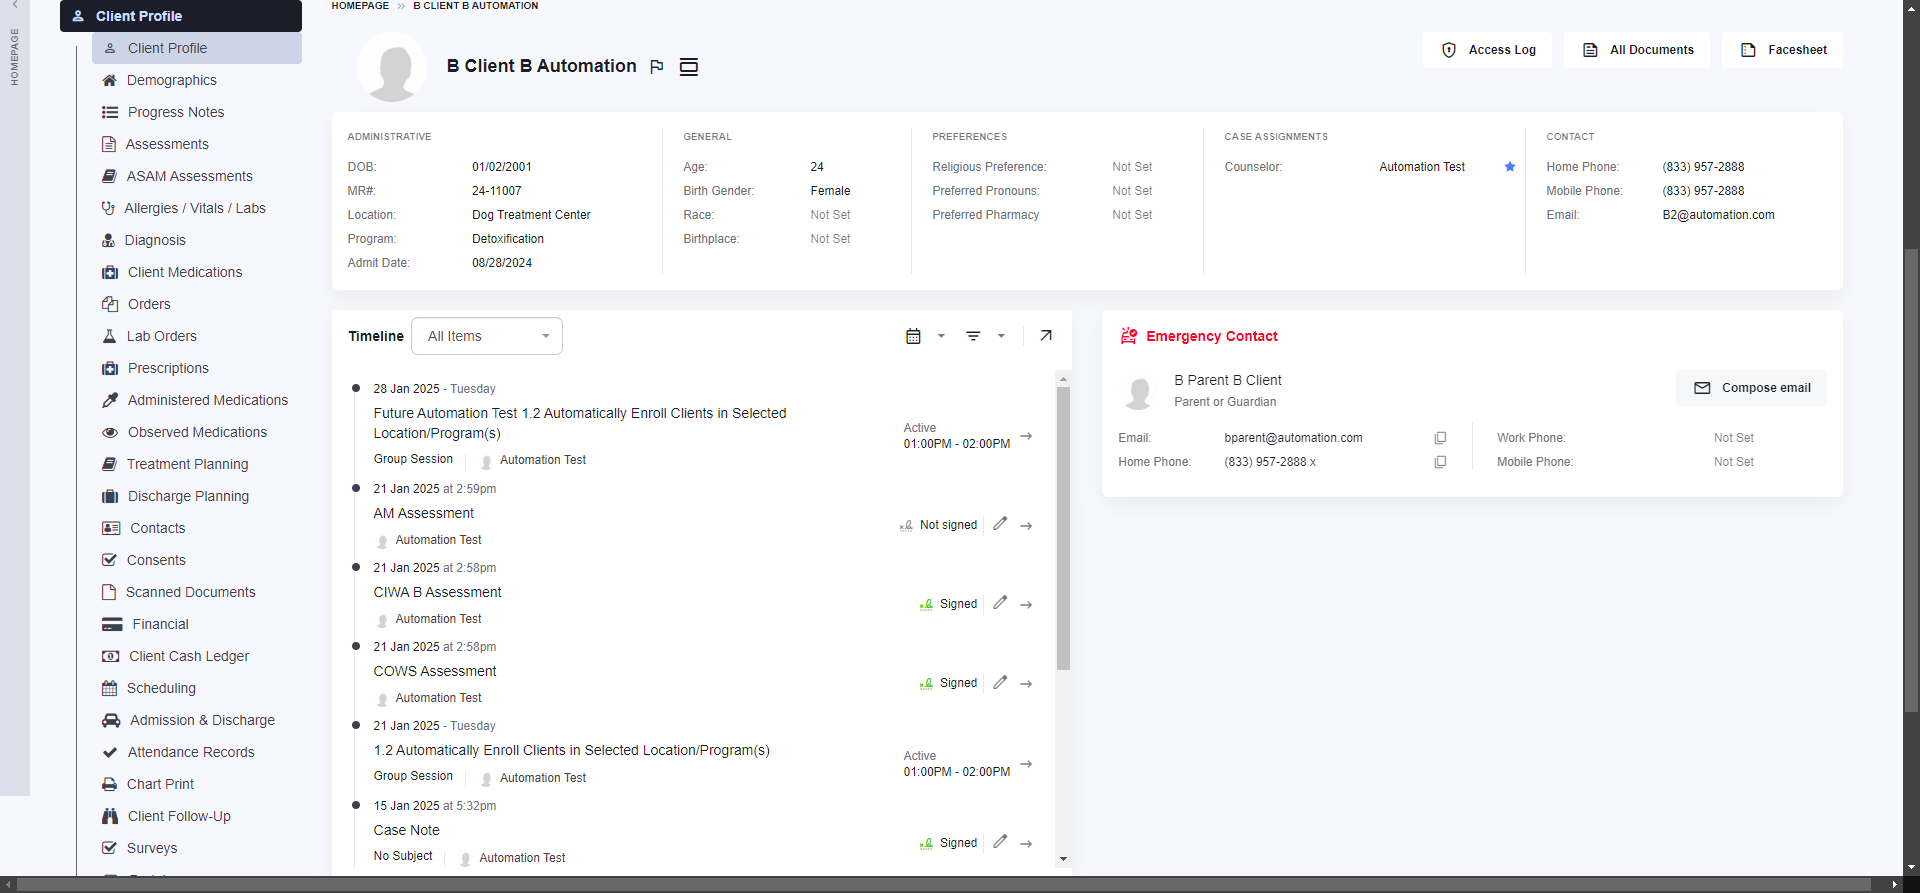 HOMEPAGE
Client Profile
Client Profile
Demographics
Progress Notes
Assessments
ASAM Assessments
Allergies / Vitals / Labs
Diagnosis
Client Medications
Orders
Lab Orders
Prescriptions
Administered Medications
Observed Medications
Treatment Planning
Discharge Planning
Contacts
Consents
Scanned Documents
Financial
Client Cash Ledger
Scheduling
Admission & Discharge
Attendance Records
Chart Print
Client Follow-Up
Surveys
HOMEPAGE >> B CLIENT B AUTOMATION
B Client B Automation
Access Log
All Documents
Facesheet
ADMINISTRATIVE
DOB: 01/02/2001
MR#: 24-11007
Location: Dog Treatment Center
Program: Detoxification
Admit Date: 08/28/2024
GENERAL
Age: 24
Birth Gender: Female
Race: Not Set
Birthplace: Not Set
PREFERENCES
Religious Preference: Not Set
Preferred Pronouns: Not Set
Preferred Pharmacy Not Set
CASE ASSIGNMENTS
Counselor: Automation Test
CONTACT
Home Phone: (833) 957-2888
Mobile Phone: (833) 957-2888
Email: B2@automation.com
Timeline All Items
28 Jan 2025 - Tuesday
Future Automation Test 1.2 Automatically Enroll Clients in Selected
Location/Program(s)
Group Session Automation Test
Active
01:00PM - 02:00PM
21 Jan 2025 at 2:59pm
AM Assessment
Automation Test
Not signed
21 Jan 2025 at 2:58pm
CIWA B Assessment
Automation Test
Signed
21 Jan 2025 at 2:58pm
COWS Assessment
Automation Test
Signed
21 Jan 2025 - Tuesday
1.2 Automatically Enroll Clients in Selected Location/Program(s)
Group Session Automation Test
Active
01:00PM - 02:00PM
15 Jan 2025 at 5:32pm
Case Note
No Subject Automation Test
Signed
Emergency Contact
B Parent B Client
Parent or Guardian
Compose email
Email: bparent@automation.com
Home Phone: (833) 957-2888 x
Work Phone: Not Set
Mobile Phone: Not Set